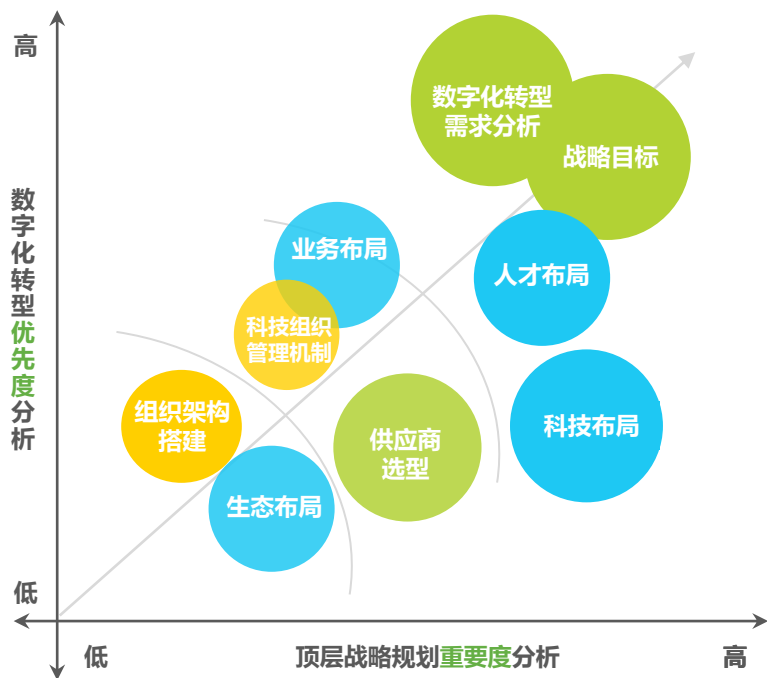 高
数字化转型
需求分析
战略目标
数字化转型优先度分析
业务布局
人才布局
科技组织
管理机制
组织架构
搭建
供应商
选型
科技布局
生态布局
低
低
顶层战略规划重要度分析
高